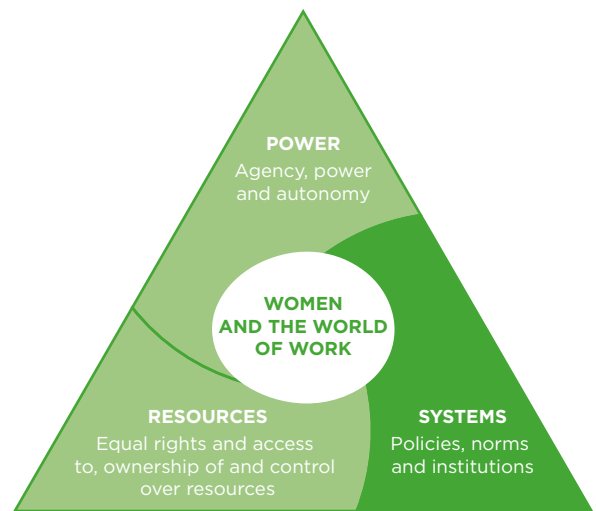 POWER
Agency, power
and autonomy
WOMEN
AND THE WORLD
OF WORK
RESOURCES
Equal rights and access
to, ownership of and control
over resources
SYSTEMS
Policies, norms
and institutions